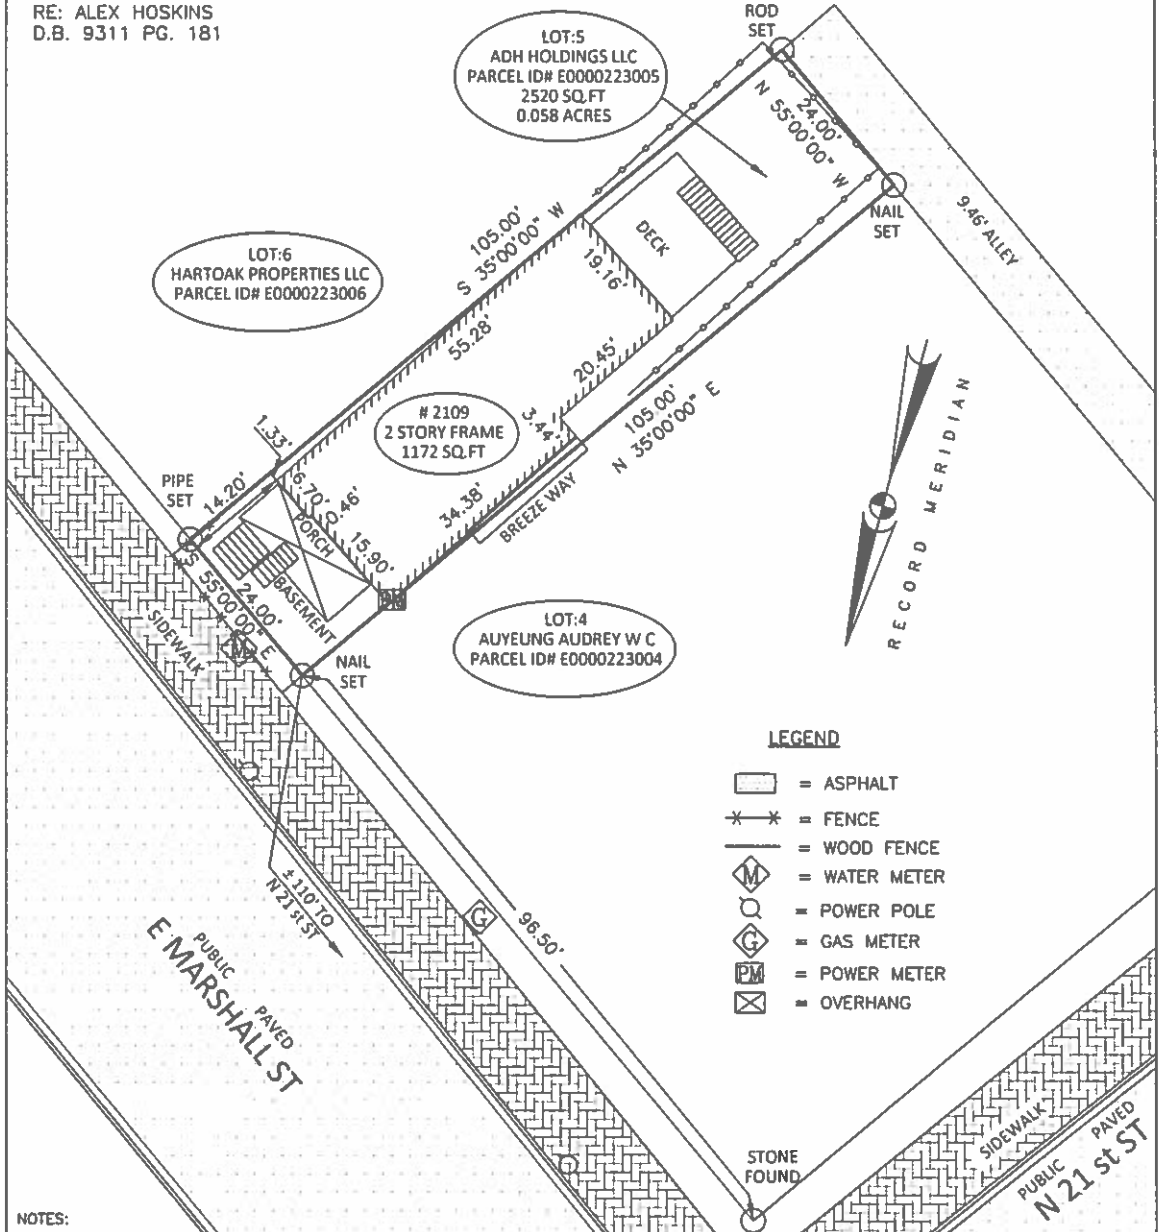 RE: ALEX HOSKINS
D.B. 9311 PG. 181
ROD
SET
LOT:5
ADH HOLDINGS LLC
PARCEL ID# E0000223005
2520 SQ.FT
0.058 ACRES
N 55°00'00" W
24.00'
NAIL
SET
9.46' ALLEY
LOT:6
HARTOAK PROPERTIES LLC
PARCEL ID# E0000223006
105.00'
S 35°00'00" W
DECK
19.16'
55.28'
20.45'
# 2109
2 STORY FRAME
1172 SQ.FT
3.44'
105.00'
N 35°00'00" E
1.33'
PIPE
SET
14.20'
6.70'
0.46'
15.90'
PORCH
34.38'
BREEZE WAY
BASEMENT
S 55°00'00" E
24.00'
SIDEWALK
M
PM
NAIL
SET
LOT:4
AUYEUNG AUDREY W C
PARCEL ID# E0000223004
RECORD MERIDIAN
LEGEND
= ASPHALT
= FENCE
= WOOD FENCE
M = WATER METER
= POWER POLE
G = GAS METER
PM = POWER METER
= OVERHANG
± 110' TO
N 21 st ST
G
96.50'
PUBLIC PAVED
E MARSHALL ST
STONE
FOUND
SIDEWALK
PUBLIC PAVED
N 21 st ST
NOTES: